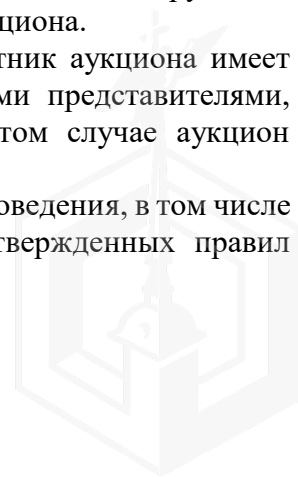 циона.
тник аукциона имеет
ми представителями,
том случае аукцион
оведения, в том числе
твержденных правил